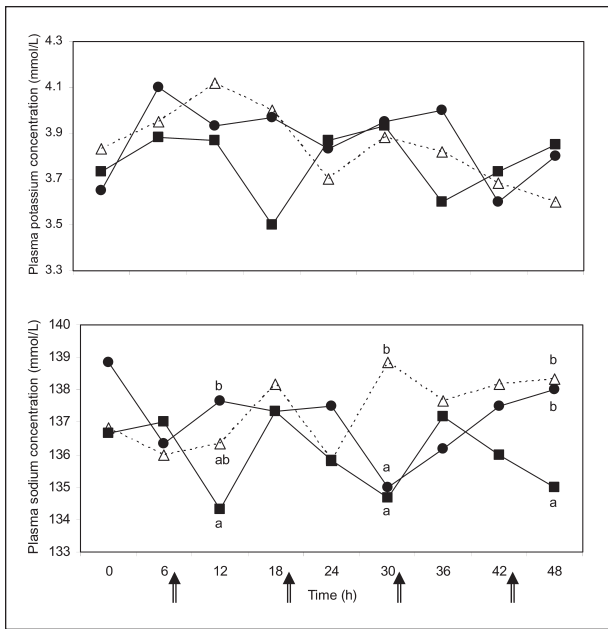 Plasma potassium concentration (mmol/L)
4.3
4.1
3.9
3.7
3.5
3.3
Plasma sodium concentration (mmol/L)
140
139
138
137
136
135
134
133
b
ab
a
b
a
a
b
b
a
0 6 12 18 24 30 36 42 48
Time (h)